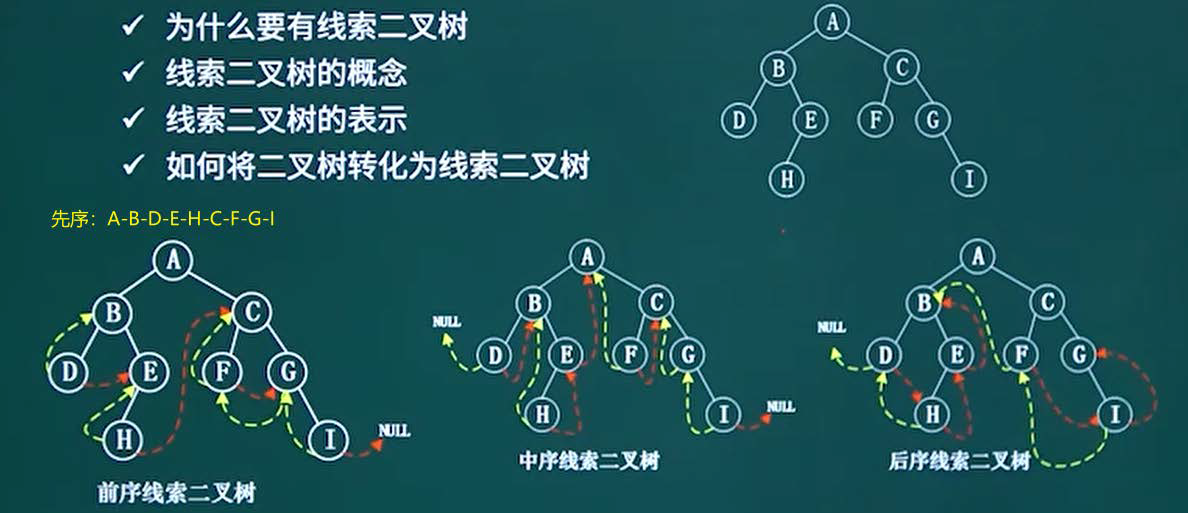 ✓ 为什么要有线索二叉树
✓ 线索二叉树的概念
✓ 线索二叉树的表示
✓ 如何将二叉树转化为线索二叉树
A
B C
D E F G
H I
先序：A-B-D-E-H-C-F-G-I
A
B C
D E F G
H I NULL
前序线索二叉树
A
NULL B C
D E F G
H I NULL
中序线索二叉树
A
NULL B C
D E F G
H I
后序线索二叉树